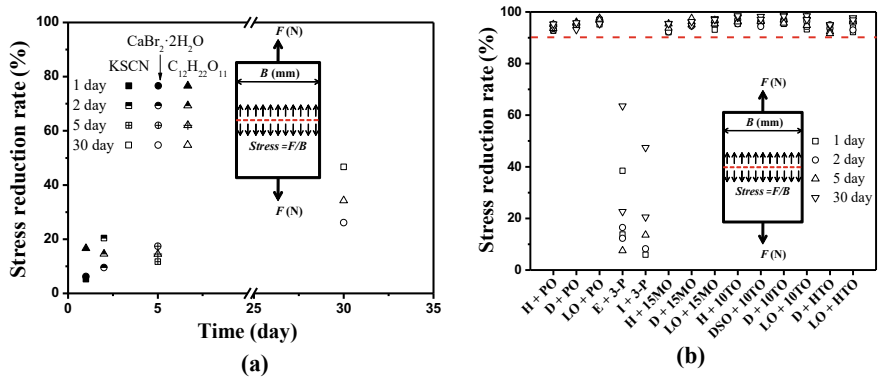 (a)
CaBr₂·2H₂O
KSCN C₁₂H₂₂O₁₁
1 day
2 day
5 day
30 day
F (N)
B (mm)
Stress =F/B
F (N)
Stress reduction rate (%)
100
80
60
40
20
0
0 5 25 30 35
Time (day)
(a)
Stress reduction rate (%)
100
80
60
40
20
0
F (N)
B (mm)
Stress =F/B
F (N)
1 day
2 day
5 day
30 day
H + PO
D + PO
LO + PO
E + 3-P
I + 3-P
H + 15MO
D + 15MO
LO + 15MO
H + 10TO
DSO + 10TO
D + 10TO
LO + 10TO
D + HTO
LO + HTO
(b)